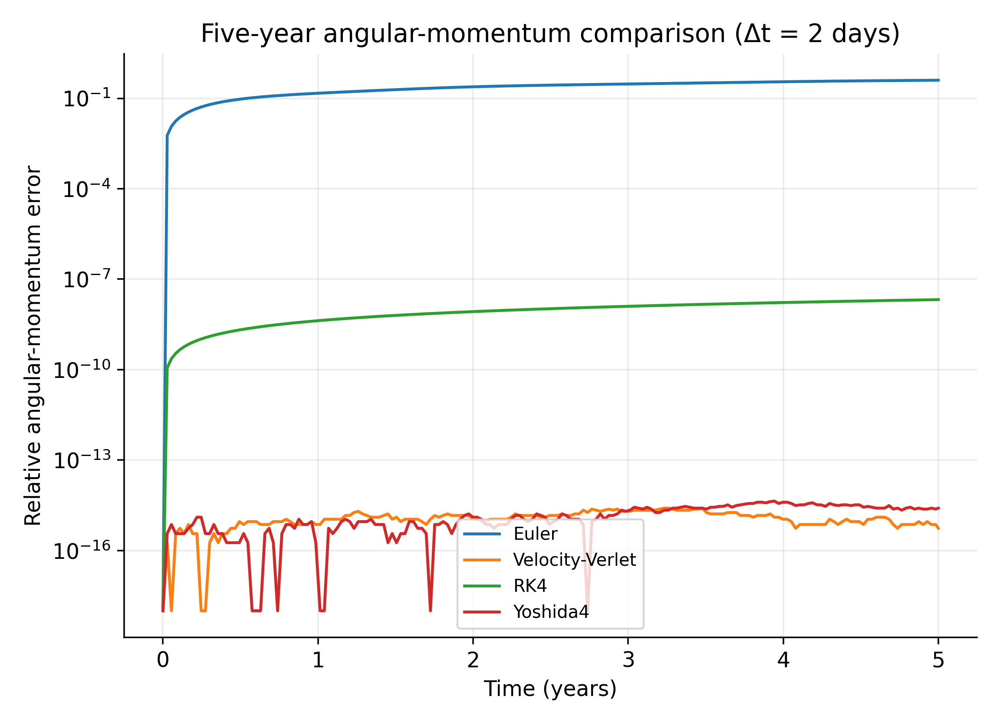 Five-year angular-momentum comparison (Δt = 2 days)
Relative angular-momentum error
10⁻¹
10⁻⁴
10⁻⁷
10⁻¹⁰
10⁻¹³
10⁻¹⁶
Euler
Velocity-Verlet
RK4
Yoshida4
0 1 2 3 4 5
Time (years)